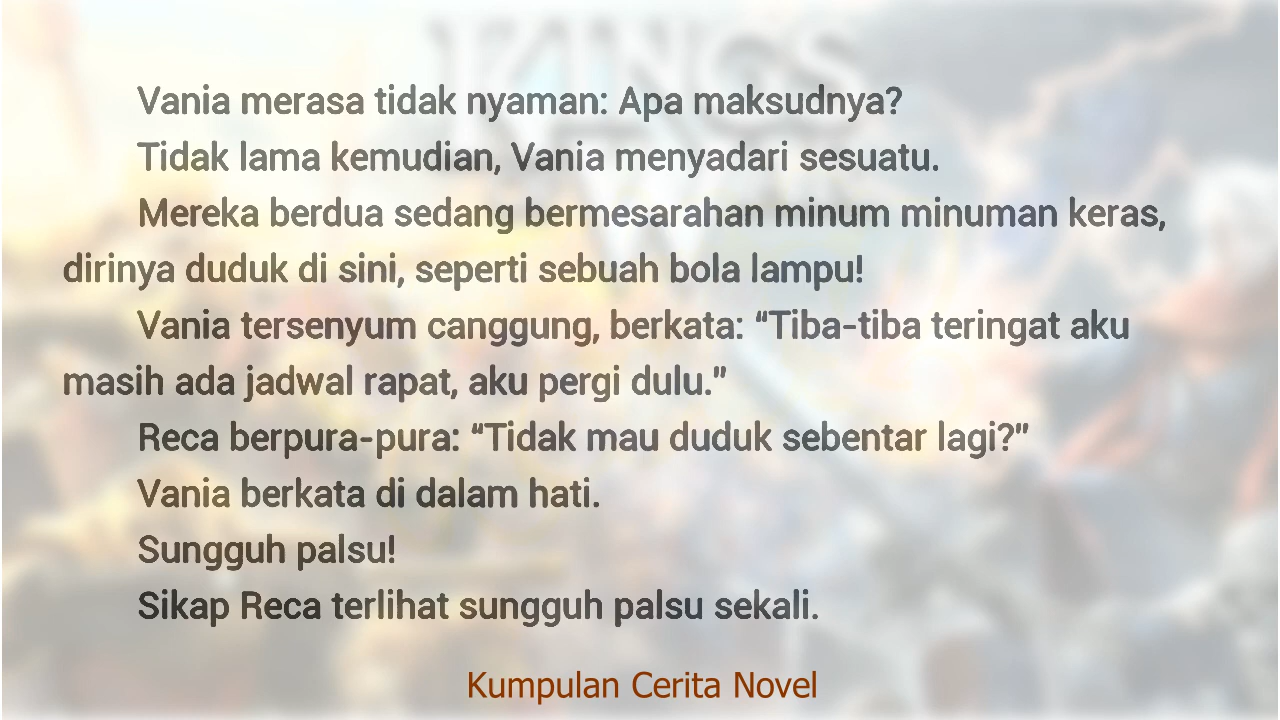 KINGS
Vania merasa tidak nyaman: Apa maksudnya?
Tidak lama kemudian, Vania menyadari sesuatu.
Mereka berdua sedang bermesarahan minum minuman keras,
dirinya duduk di sini, seperti sebuah bola lampu!
Vania tersenyum canggung, berkata: “Tiba-tiba teringat aku
masih ada jadwal rapat, aku pergi dulu.”
Reca berpura-pura: “Tidak mau duduk sebentar lagi?”
Vania berkata di dalam hati.
Sungguh palsu!
Sikap Reca terlihat sungguh palsu sekali.
Kumpulan Cerita Novel